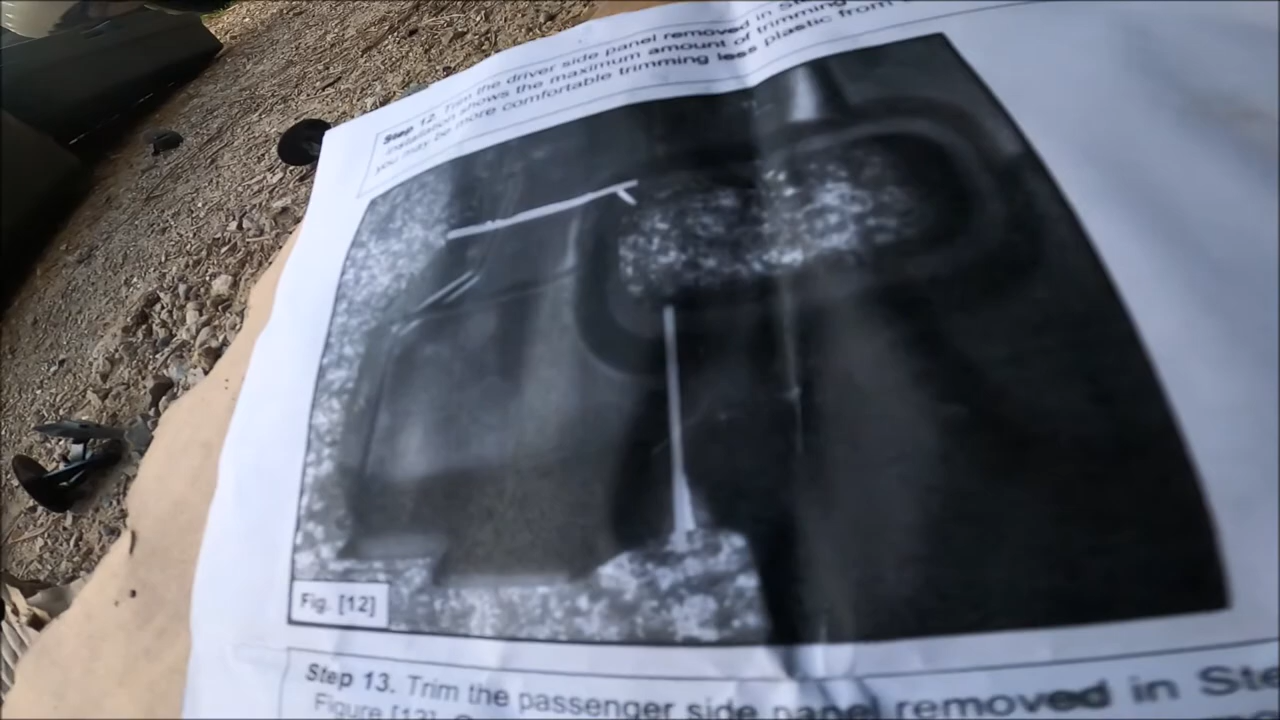 Step 12. Trim the driver side panel removed in
installation shows the maximum amount of trimming
you may be more comfortable trimming less plastic from
Fig. [12]
Step 13. Trim the passenger side panel removed in
Figure [13].